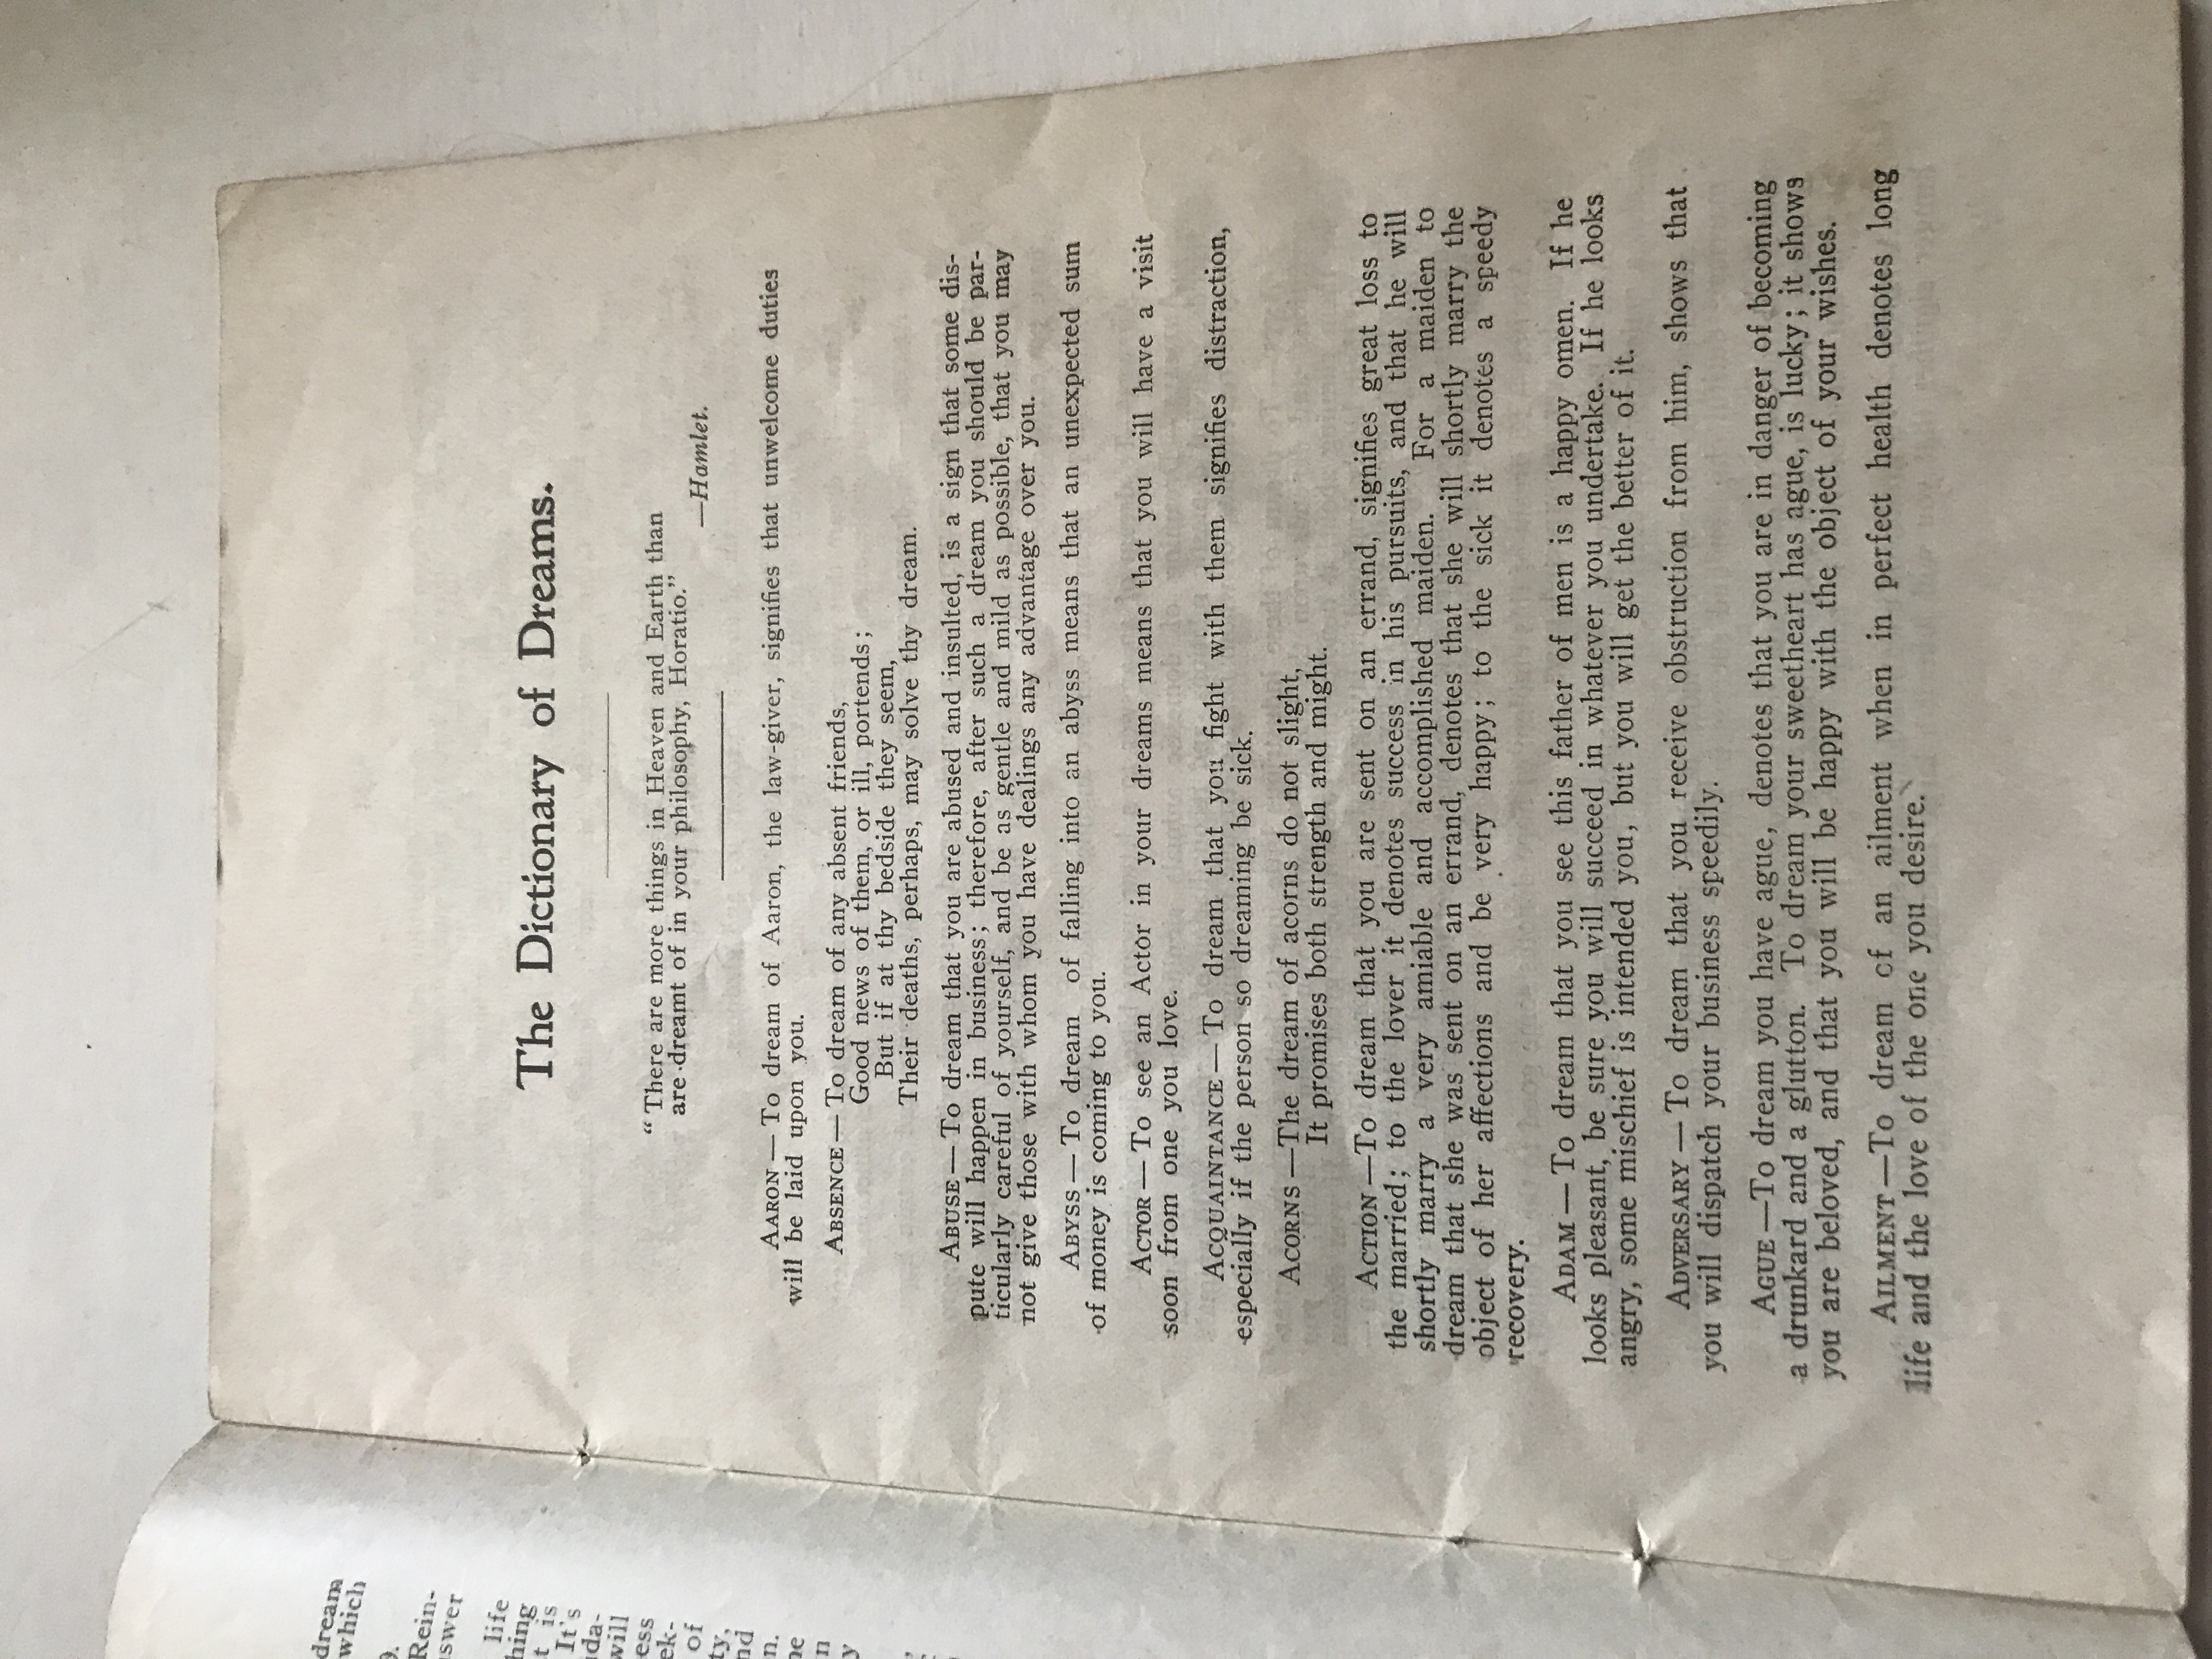 The Dictionary of Dreams.
“There are more things in Heaven and Earth than
are dreamt of in your philosophy, Horatio.”
—Hamlet.
AARON — To dream of Aaron, the law-giver, signifies that unwelcome duties
will be laid upon you.
ABSENCE — To dream of any absent friends,
Good news of them, or ill, portends;
But if at thy bedside they seem,
Their deaths, perhaps, may solve thy dream.
ABUSE — To dream that you are abused and insulted, is a sign that some dis-
pute will happen in business; therefore, after such a dream you should be par-
ticularly careful of yourself, and be as gentle and mild as possible, that you may
not give those with whom you have dealings any advantage over you.
ABYSS — To dream of falling into an abyss means that an unexpected sum
of money is coming to you.
ACTOR — To see an Actor in your dreams means that you will have a visit
soon from one you love.
ACQUAINTANCE — To dream that you fight with them signifies distraction,
especially if the person so dreaming be sick.
ACORNS — The dream of acorns do not slight,
It promises both strength and might.
ACTION — To dream that you are sent on an errand, signifies great loss to
the married; to the lover it denotes success in his pursuits, and that he will
shortly marry a very amiable and accomplished maiden. For a maiden to
dream that she was sent on an errand, denotes that she will shortly marry the
object of her affections and be very happy; to the sick it denotes a speedy
recovery.
ADAM — To dream that you see this father of men is a happy omen. If he
looks pleasant, be sure you will succeed in whatever you undertake. If he looks
angry, some mischief is intended you, but you will get the better of it.
ADVERSARY — To dream that you receive obstruction from him, shows that
you will dispatch your business speedily.
AGUE — To dream you have ague, denotes that you are in danger of becoming
a drunkard and a glutton. To dream your sweetheart has ague, is lucky; it shows
you are beloved, and that you will be happy with the object of your wishes.
AILMENT — To dream of an ailment when in perfect health denotes long
life and the love of the one you desire.
dream
which
Rein-
life
is
It's
will
of